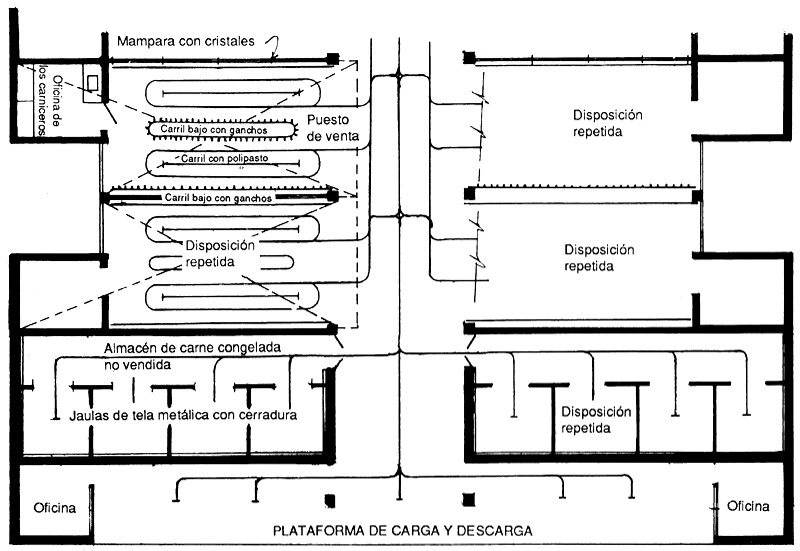 Mampara con cristales
Oficina de
los carniceros
Carril bajo con ganchos
Puesto
de venta
Carril con polipasto
Carril bajo con ganchos
Disposición
repetida
Disposición
repetida
Disposición
repetida
Almacén de carne congelada
no vendida
Jaulas de tela metálica con cerradura
Disposición
repetida
Oficina
Oficina
PLATAFORMA DE CARGA Y DESCARGA